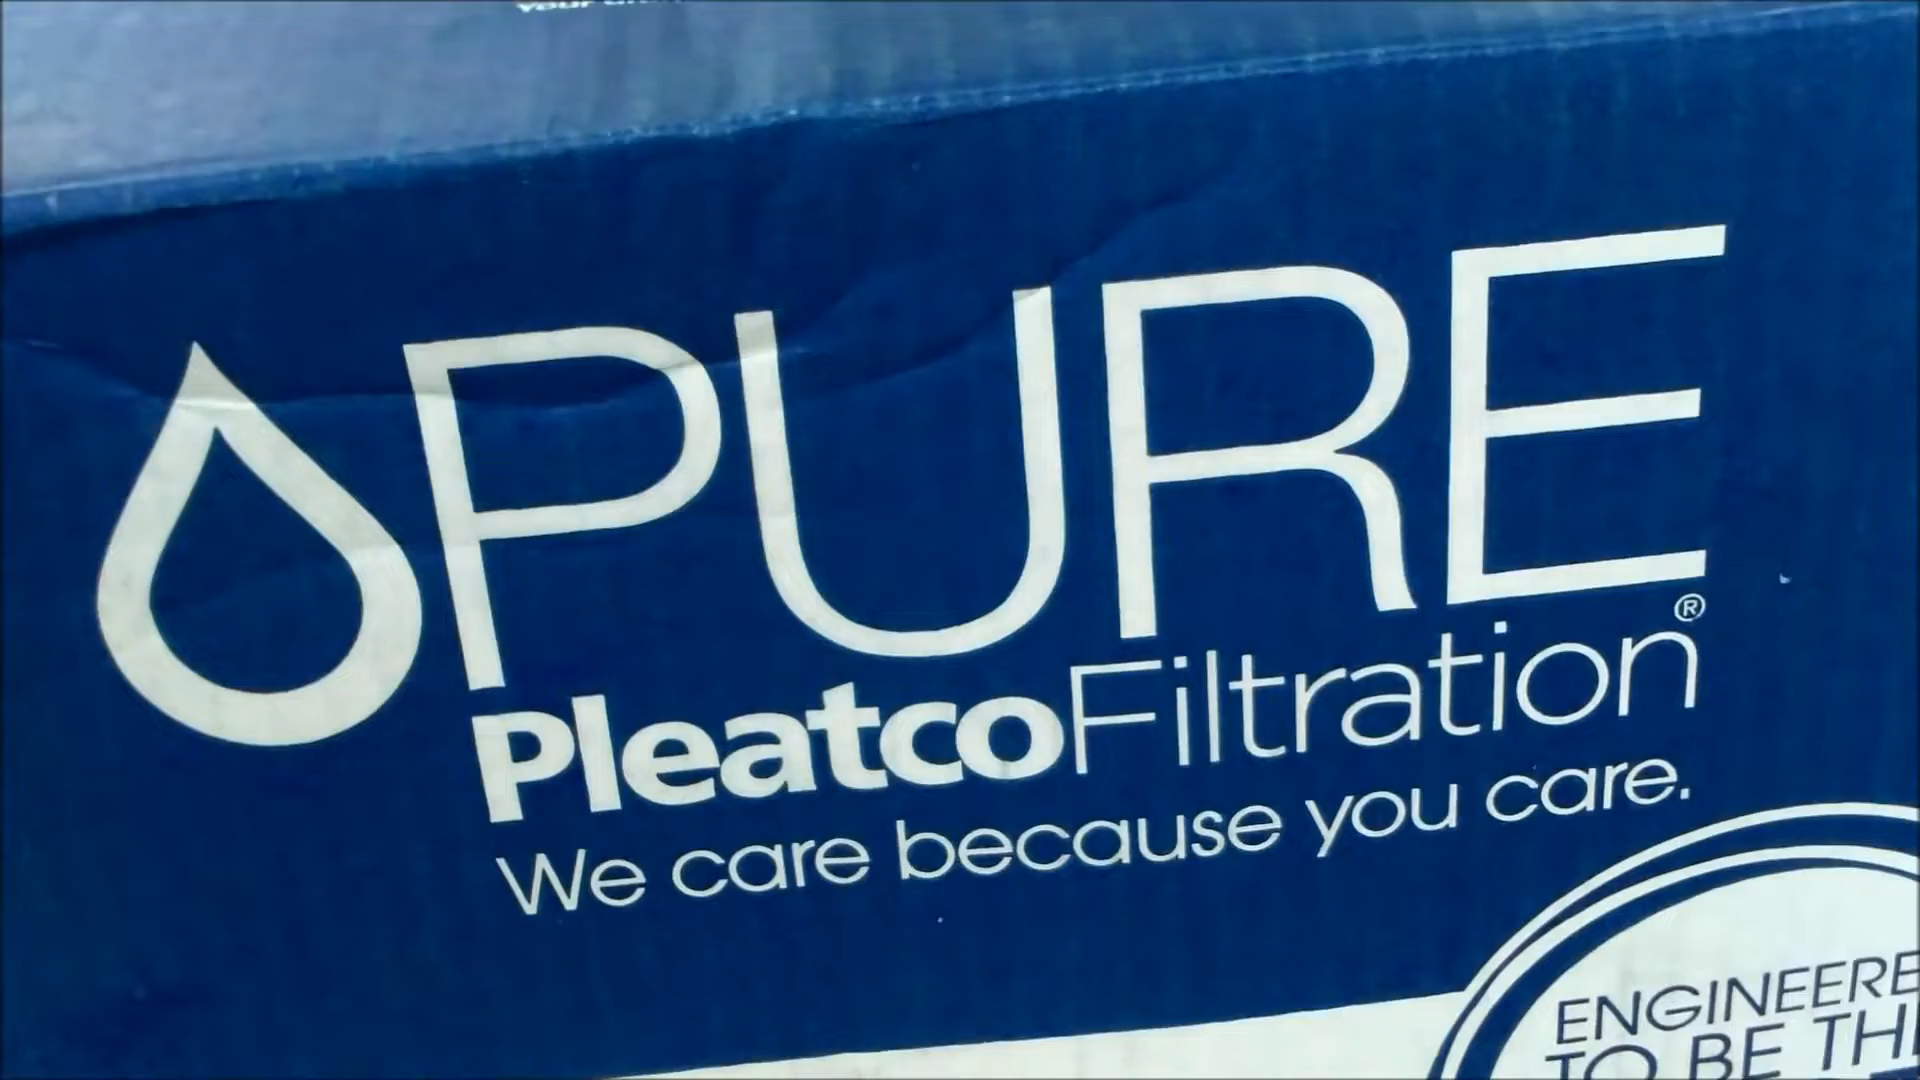 PURE
PleatcoFiltration®
We care because you care.
ENGINEERE
TO BE TH